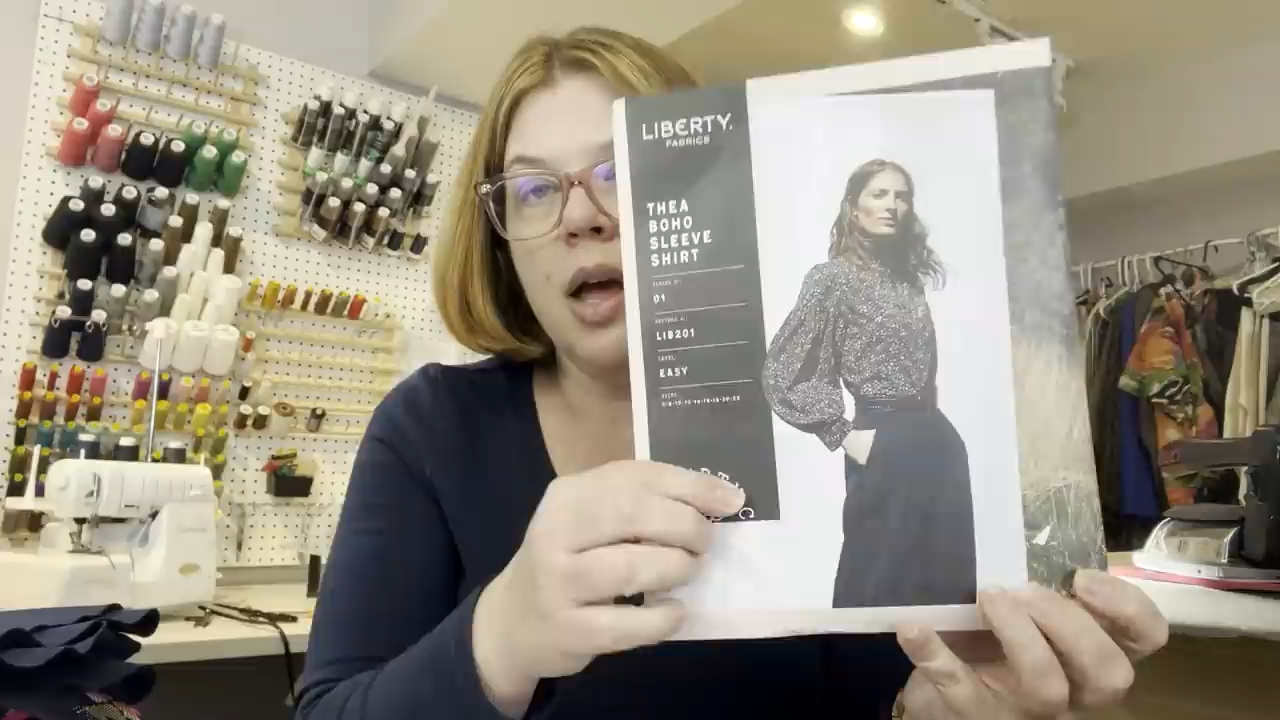 LIBERTY.
FABRICS
THEA
BOHO
SLEEVE
SHIRT
01
LIB201
LEVEL:
EASY